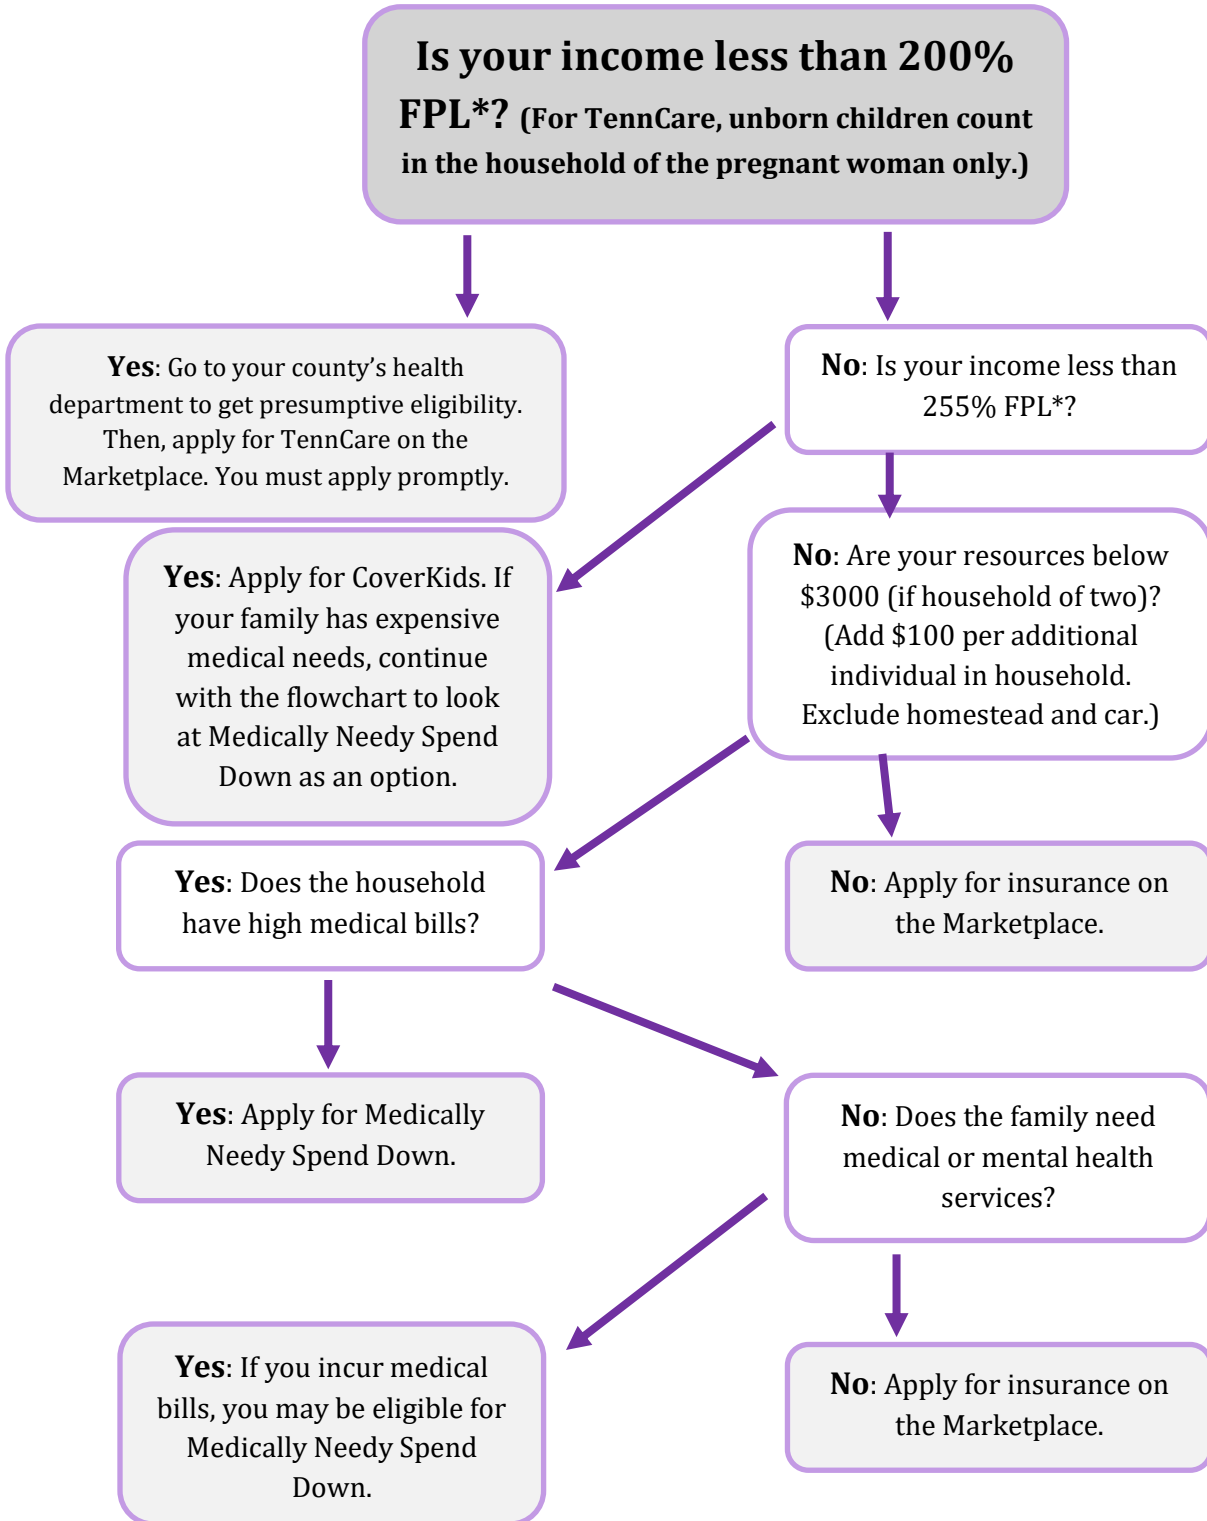 Is your income less than 200%
FPL*? (For TennCare, unborn children count
in the household of the pregnant woman only.)
Yes: Go to your county’s health
department to get presumptive eligibility.
Then, apply for TennCare on the
Marketplace. You must apply promptly.
No: Is your income less than
255% FPL*?
Yes: Apply for CoverKids. If
your family has expensive
medical needs, continue
with the flowchart to look
at Medically Needy Spend
Down as an option.
No: Are your resources below
$3000 (if household of two)?
(Add $100 per additional
individual in household.
Exclude homestead and car.)
Yes: Does the household
have high medical bills?
No: Apply for insurance on
the Marketplace.
Yes: Apply for Medically
Needy Spend Down.
No: Does the family need
medical or mental health
services?
Yes: If you incur medical
bills, you may be eligible for
Medically Needy Spend
Down.
No: Apply for insurance on
the Marketplace.